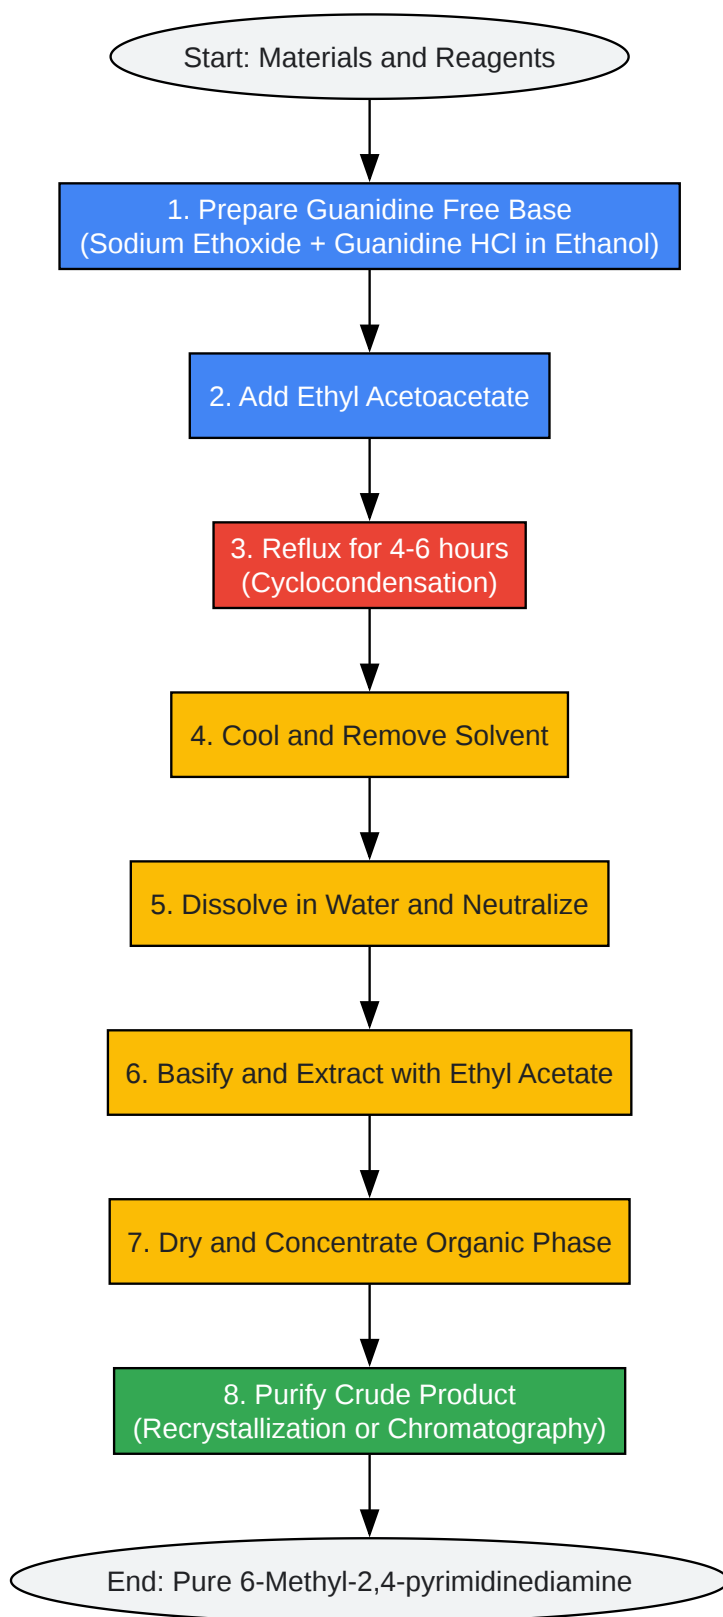 Start: Materials and Reagents
1. Prepare Guanidine Free Base
(Sodium Ethoxide + Guanidine HCl in Ethanol)
2. Add Ethyl Acetoacetate
3. Reflux for 4-6 hours
(Cyclocondensation)
4. Cool and Remove Solvent
5. Dissolve in Water and Neutralize
6. Basify and Extract with Ethyl Acetate
7. Dry and Concentrate Organic Phase
8. Purify Crude Product
(Recrystallization or Chromatography)
End: Pure 6-Methyl-2,4-pyrimidinediamine